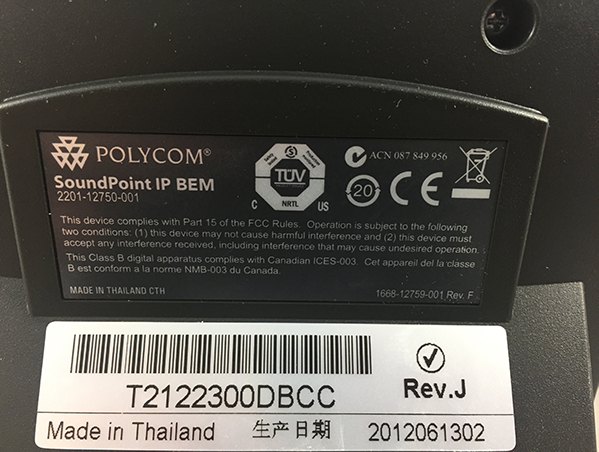 POLYCOM®
SoundPoint IP BEM
2201-12750-001
TÜV
C NRTL US
ACN 087 849 956
20 CE
This device complies with Part 15 of the FCC Rules. Operation is subject to the following
two conditions: (1) this device may not cause harmful interference and (2) this device must
accept any interference received, including interference that may cause undesired operation.
This Class B digital apparatus complies with Canadian ICES-003. Cet appareil del la classe
B est conform a la norme NMB-003 du Canada.
MADE IN THAILAND CTH
1668-12759-001 Rev. F
T2122300DBCC
Rev.J
Made in Thailand 生产日期 2012061302